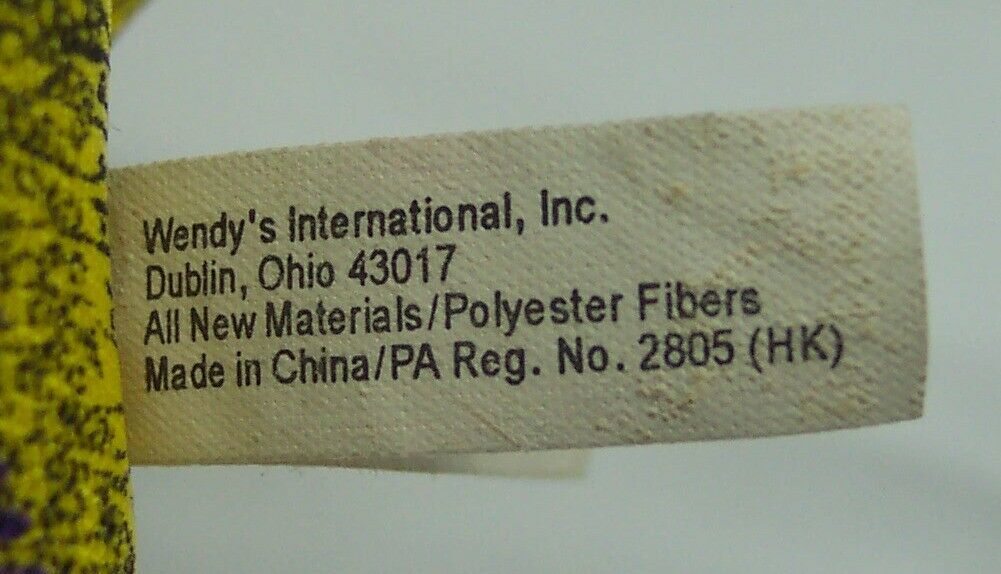 Wendy's International, Inc.
Dublin, Ohio 43017
All New Materials/Polyester Fibers
Made in China/PA Reg. No. 2805 (HK)